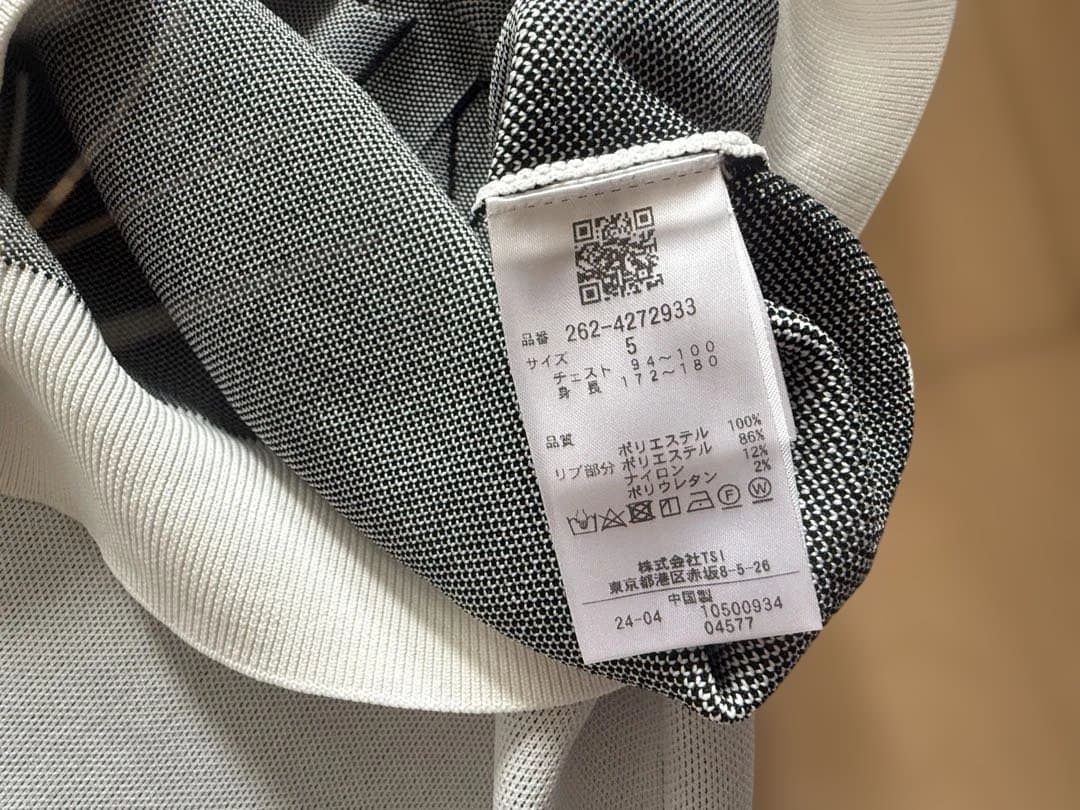 品番 262-4272933
サイズ 5
チェスト 94～100
身長 172～180
品質 ポリエステル 100%
リブ部分 ポリエステル 86%
ナイロン 12%
ポリウレタン 2%
F W
株式会社TSI
東京都港区赤坂8-5-26
中国製
24-04 10500934
04577